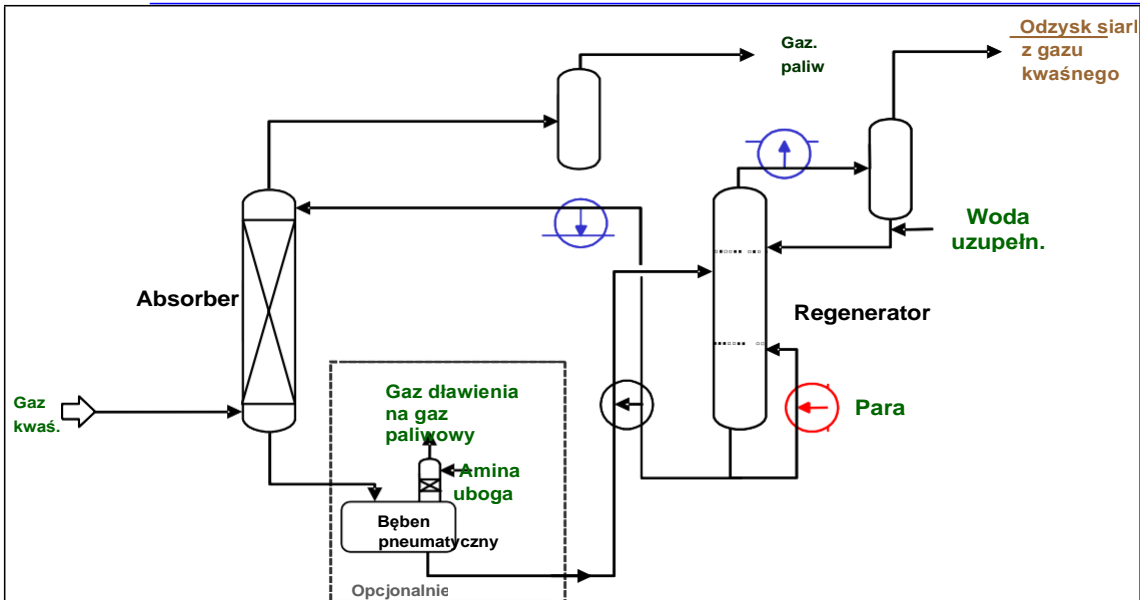 Gaz.
paliw
Odzysk siarl
z gazu
kwaśnego
Woda
uzupełn.
Absorber
Regenerator
Gaz
kwaś.
Gaz dławienia
na gaz
paliwowy
Para
Amina
uboga
Bęben
pneumatyczny
Opcjonalnie